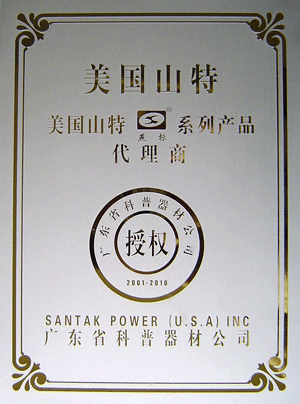 美国山特
美国山特 ® 系列产品
燕标
代理商
广东省科普器材公司
授权
2001-2010
SANTAK POWER (U.S.A) INC
广东省科普器材公司